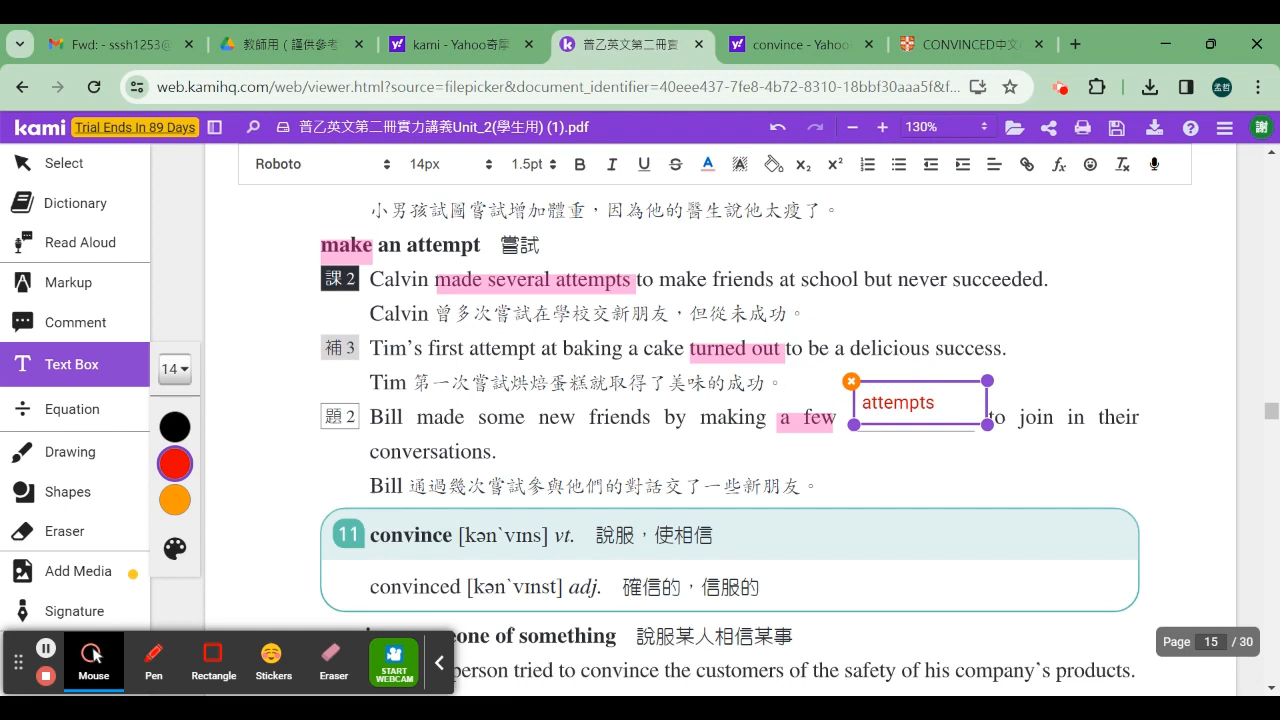 Fwd: - sssh1253@
教師用（謹供參考
kami - Yahoo奇摩
普乙英文第二冊實
convince - Yahoo
CONVINCED中文
web.kamihq.com/web/viewer.html?source=filepicker&document_identifier=40eee437-7fe8-4b72-8310-18bbf30aaa5f&f...
kami Trial Ends In 89 Days 普乙英文第二冊實力講義Unit_2(學生用) (1).pdf 130% 謝
Select
Dictionary
Read Aloud
Markup
Comment
Text Box
Equation
Drawing
Shapes
Eraser
Add Media
Signature
14
Roboto 14px 1.5pt B I U S A
小男孩試圖嘗試增加體重，因為他的醫生說他太瘦了。
make an attempt 嘗試
課2 Calvin made several attempts to make friends at school but never succeeded.
Calvin 曾多次嘗試在學校交新朋友，但從未成功。
補3 Tim's first attempt at baking a cake turned out to be a delicious success.
Tim 第一次嘗試烘焙蛋糕就取得了美味的成功。
題2 Bill made some new friends by making a few attempts to join in their
conversations.
Bill 通過幾次嘗試參與他們的對話交了一些新朋友。
11 convince [kən`vɪns] vt. 說服，使相信
convinced [kən`vɪnst] adj. 確信的，信服的
one of something 說服某人相信某事
person tried to convince the customers of the safety of his company's products.
Page 15 / 30
Mouse
Pen
Rectangle
Stickers
Eraser
START
WEBCAM